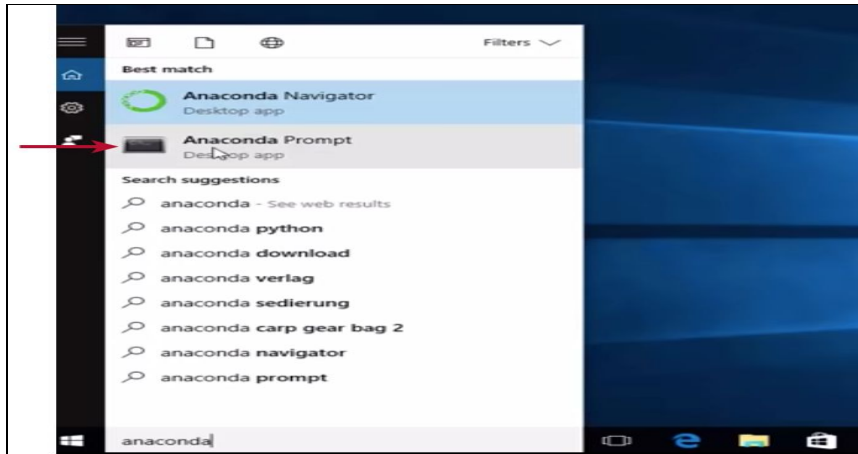 Filters
Best match
Anaconda Navigator
Desktop app
Anaconda Prompt
Desktop app
Search suggestions
anaconda - See web results
anaconda python
anaconda download
anaconda verlag
anaconda sedierung
anaconda carp gear bag 2
anaconda navigator
anaconda prompt
anaconda